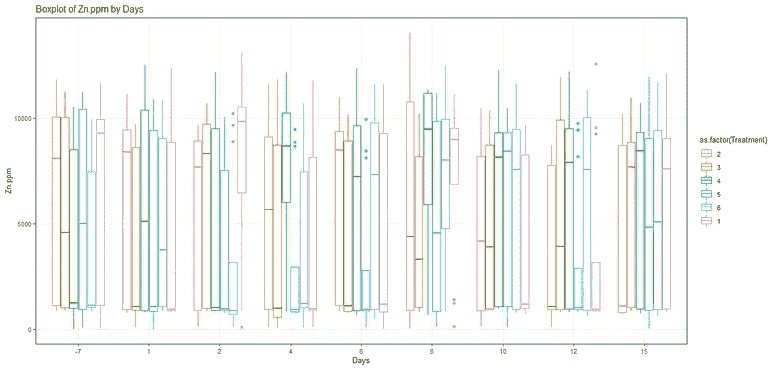 Boxplot of Zn.ppm by Days
Zn.ppm
10000
5000
0
-7 1 2 4 6 8 10 12 15
Days
as.factor(Treatment)
2
3
4
5
6
1